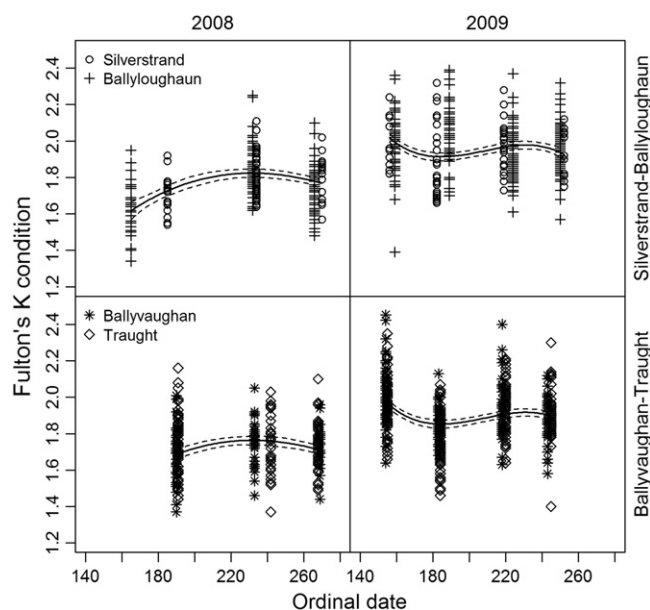 2008 2009
Silverstrand
Ballyloughaun
2.4
2.2
2.0
1.8
1.6
1.4
1.2
Silverstrand-Ballyloughaun
Fulton's K condition
Ballyvaughan
Traught
2.4
2.2
2.0
1.8
1.6
1.4
1.2
Ballyvaughan-Traught
140 180 220 260 140 180 220 260
Ordinal date